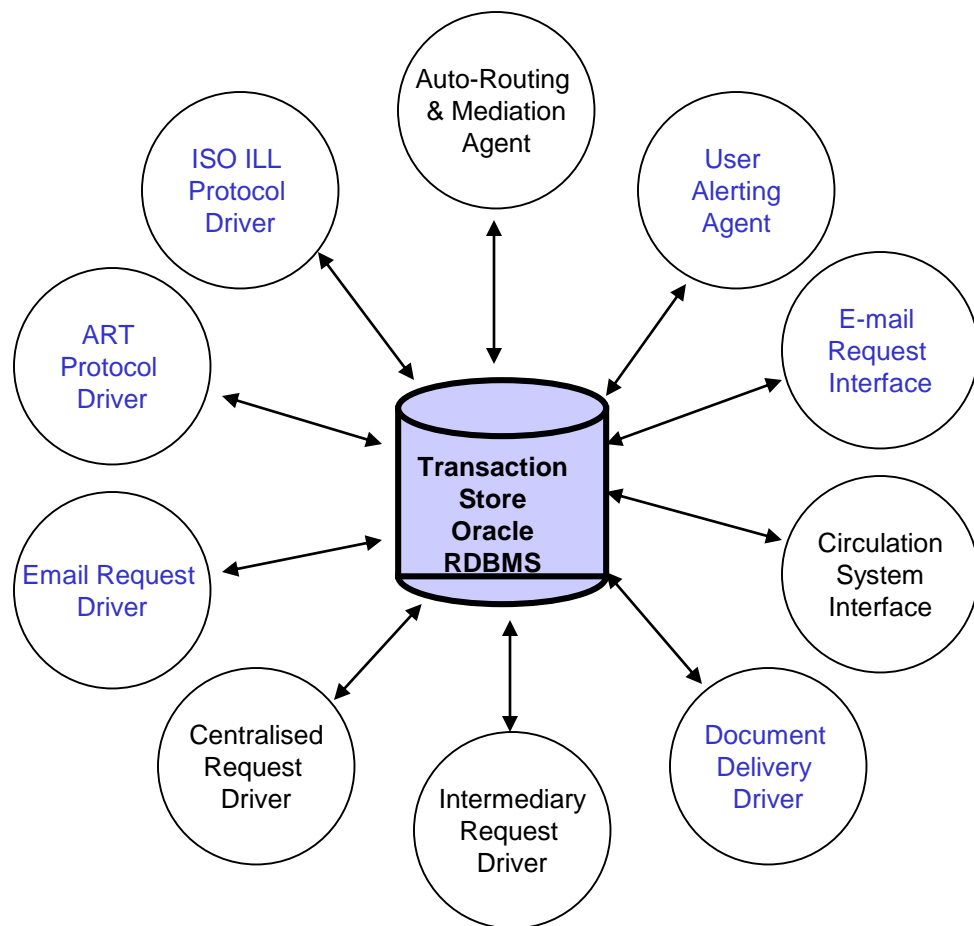 Auto-Routing
& Mediation
Agent
ISO ILL
Protocol
Driver
User
Alerting
Agent
ART
Protocol
Driver
E-mail
Request
Interface
Transaction
Store
Oracle
RDBMS
Email Request
Driver
Circulation
System
Interface
Centralised
Request
Driver
Intermediary
Request
Driver
Document
Delivery
Driver